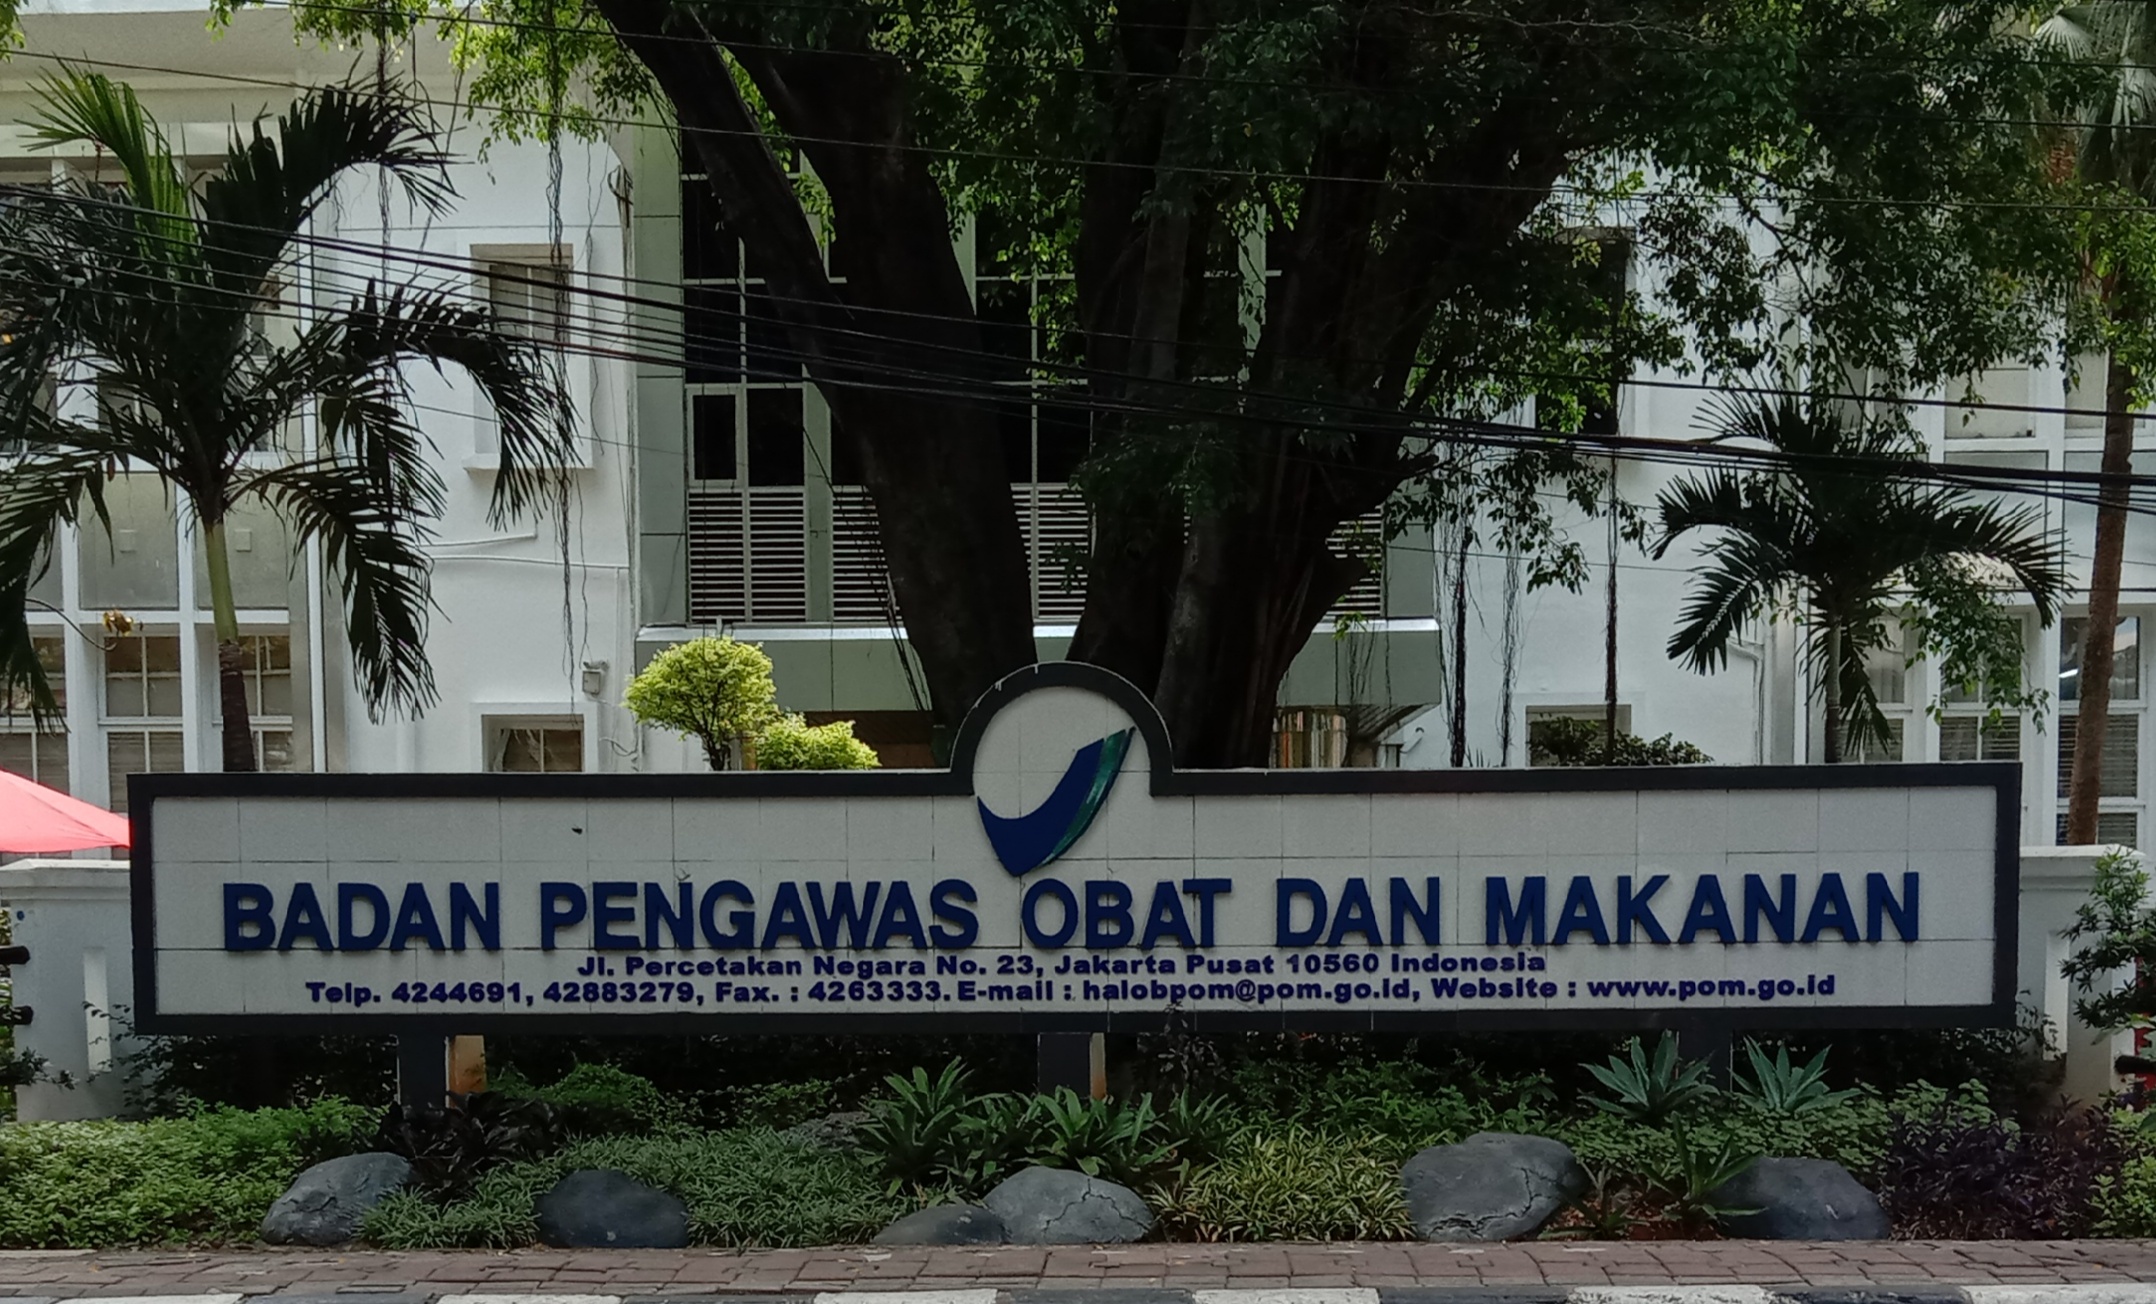 BADAN PENGAWAS OBAT DAN MAKANAN
Jl. Percetakan Negara No. 23, Jakarta Pusat 10560 Indonesia
Telp. 4244691, 42883279, Fax. : 4263333. E-mail : halobpom@pom.go.id, Website : www.pom.go.id